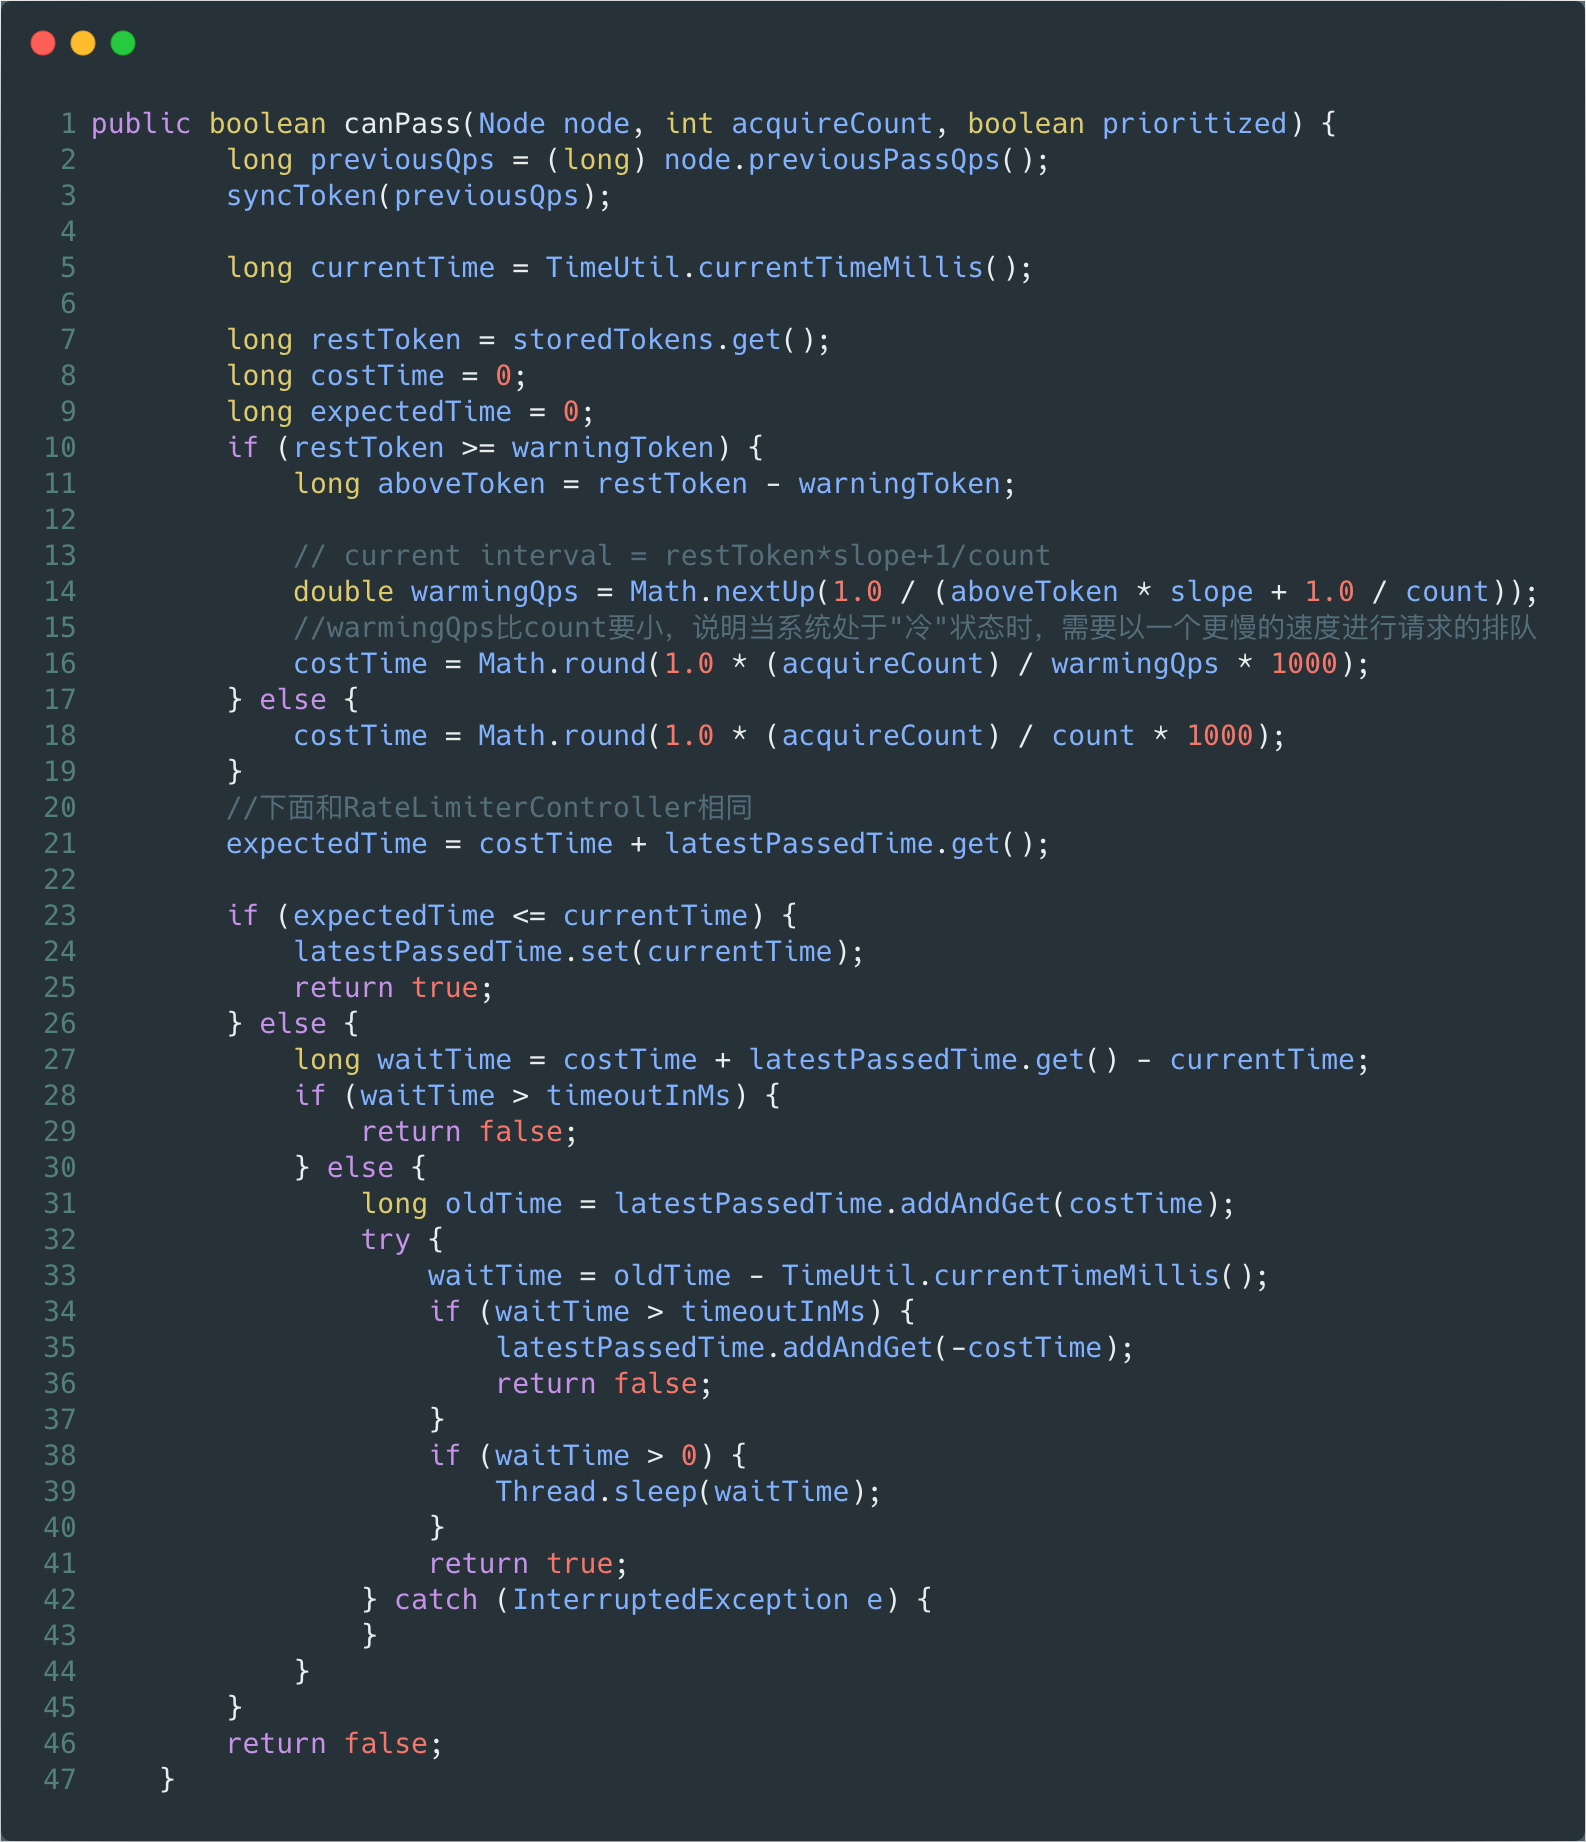 1 public boolean canPass(Node node, int acquireCount, boolean prioritized) {
2         long previousQps = (long) node.previousPassQps();
3         syncToken(previousQps);
4
5         long currentTime = TimeUtil.currentTimeMillis();
6
7         long restToken = storedTokens.get();
8         long costTime = 0;
9         long expectedTime = 0;
10         if (restToken >= warningToken) {
11             long aboveToken = restToken - warningToken;
12
13             // current interval = restToken*slope+1/count
14             double warmingQps = Math.nextUp(1.0 / (aboveToken * slope + 1.0 / count));
15             //warmingQps比count要小，说明当系统处于"冷"状态时，需要以一个更慢的速度进行请求的排队
16             costTime = Math.round(1.0 * (acquireCount) / warmingQps * 1000);
17         } else {
18             costTime = Math.round(1.0 * (acquireCount) / count * 1000);
19         }
20         //下面和RateLimiterController相同
21         expectedTime = costTime + latestPassedTime.get();
22
23         if (expectedTime <= currentTime) {
24             latestPassedTime.set(currentTime);
25             return true;
26         } else {
27             long waitTime = costTime + latestPassedTime.get() - currentTime;
28             if (waitTime > timeoutInMs) {
29                 return false;
30             } else {
31                 long oldTime = latestPassedTime.addAndGet(costTime);
32                 try {
33                     waitTime = oldTime - TimeUtil.currentTimeMillis();
34                     if (waitTime > timeoutInMs) {
35                         latestPassedTime.addAndGet(-costTime);
36                         return false;
37                     }
38                     if (waitTime > 0) {
39                         Thread.sleep(waitTime);
40                     }
41                     return true;
42                 } catch (InterruptedException e) {
43                 }
44             }
45         }
46         return false;
47     }